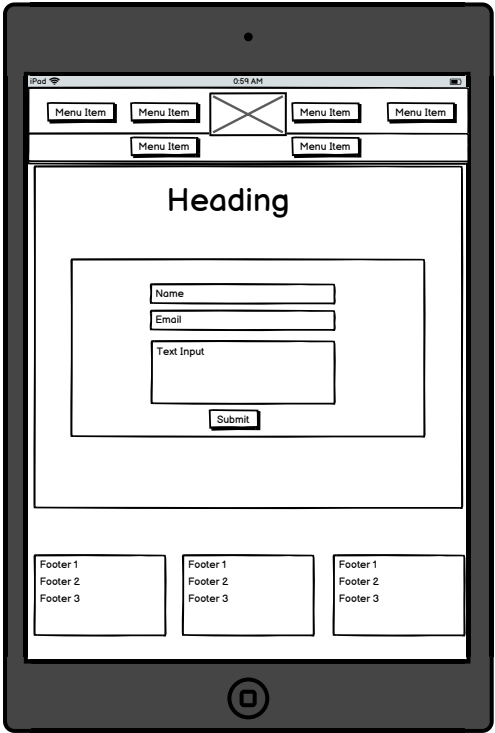 iPad 0:59 AM
Menu Item Menu Item Menu Item Menu Item
Menu Item Menu Item
Heading
Name
Email
Text Input
Submit
Footer 1
Footer 2
Footer 3
Footer 1
Footer 2
Footer 3
Footer 1
Footer 2
Footer 3